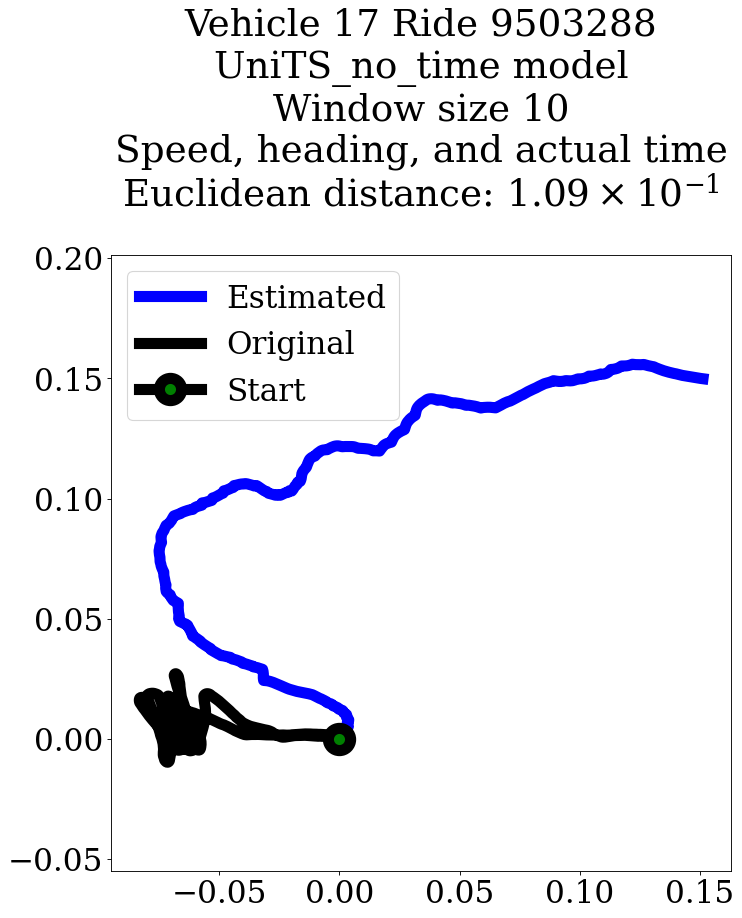 Vehicle 17 Ride 9503288
UniTS_no_time model
Window size 10
Speed, heading, and actual time
Euclidean distance: 1.09 × 10⁻¹
0.20
Estimated
Original
Start
0.15
0.10
0.05
0.00
−0.05
−0.05 0.00 0.05 0.10 0.15